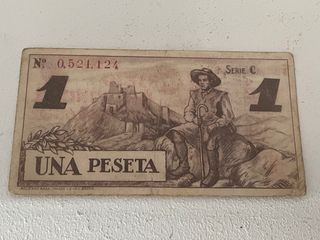 Nº 0,524,124
SERIE C
1 1
UNA PESETA